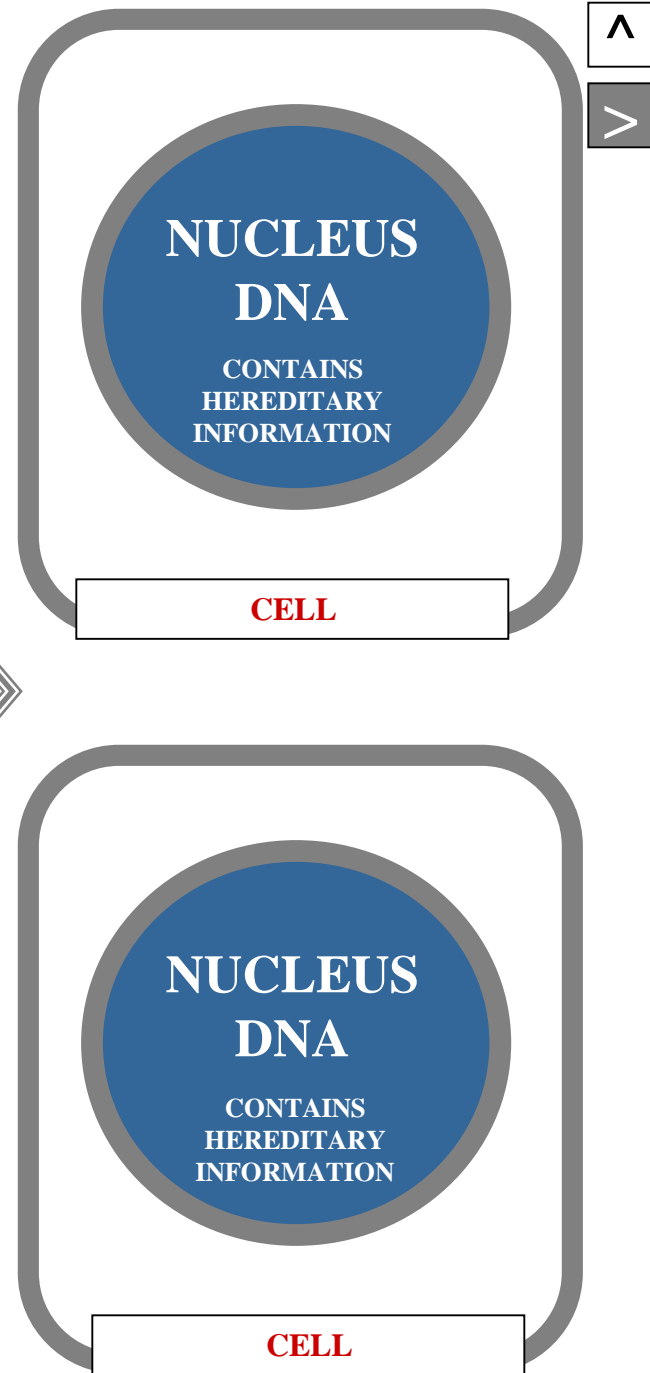 ^
>
NUCLEUS
DNA
CONTAINS
HEREDITARY
INFORMATION
CELL
NUCLEUS
DNA
CONTAINS
HEREDITARY
INFORMATION
CELL